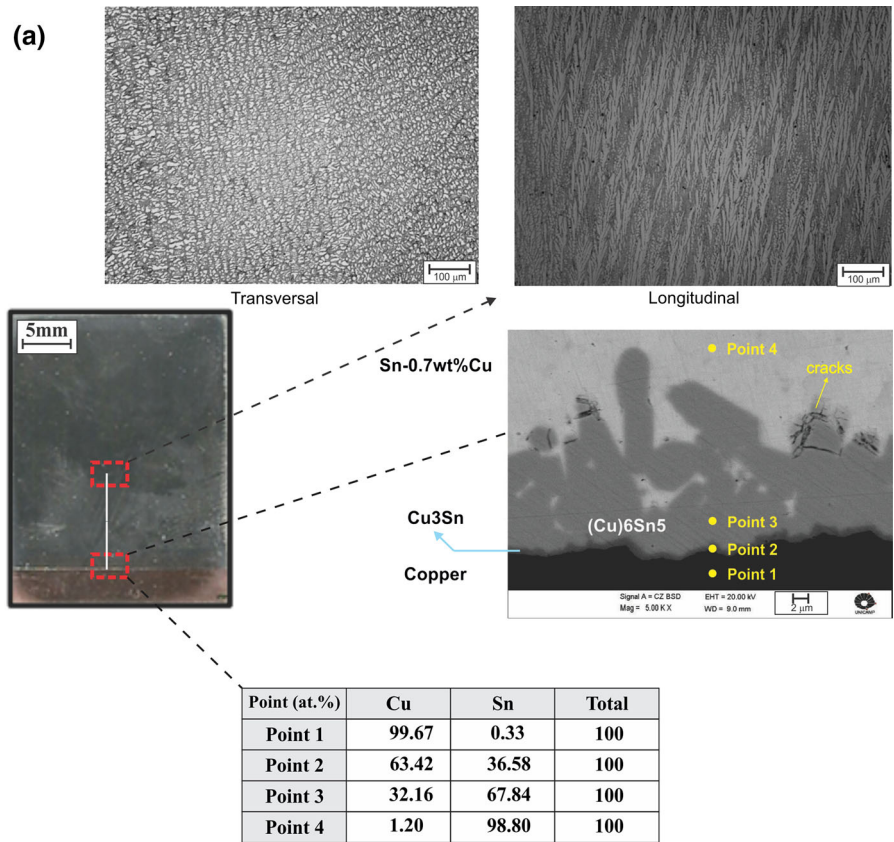 (a)
100 μm
100 μm
Transversal
Longitudinal
5mm
Sn-0.7wt%Cu
Point 4
cracks
Cu3Sn
(Cu)6Sn5
Point 3
Point 2
Copper
Point 1
Signal A = CZ BSD EHT = 20.00 kV
Mag = 5.00 K X WD = 9.0 mm
2 μm
Point (at.%) Cu Sn Total
Point 1 99.67 0.33 100
Point 2 63.42 36.58 100
Point 3 32.16 67.84 100
Point 4 1.20 98.80 100